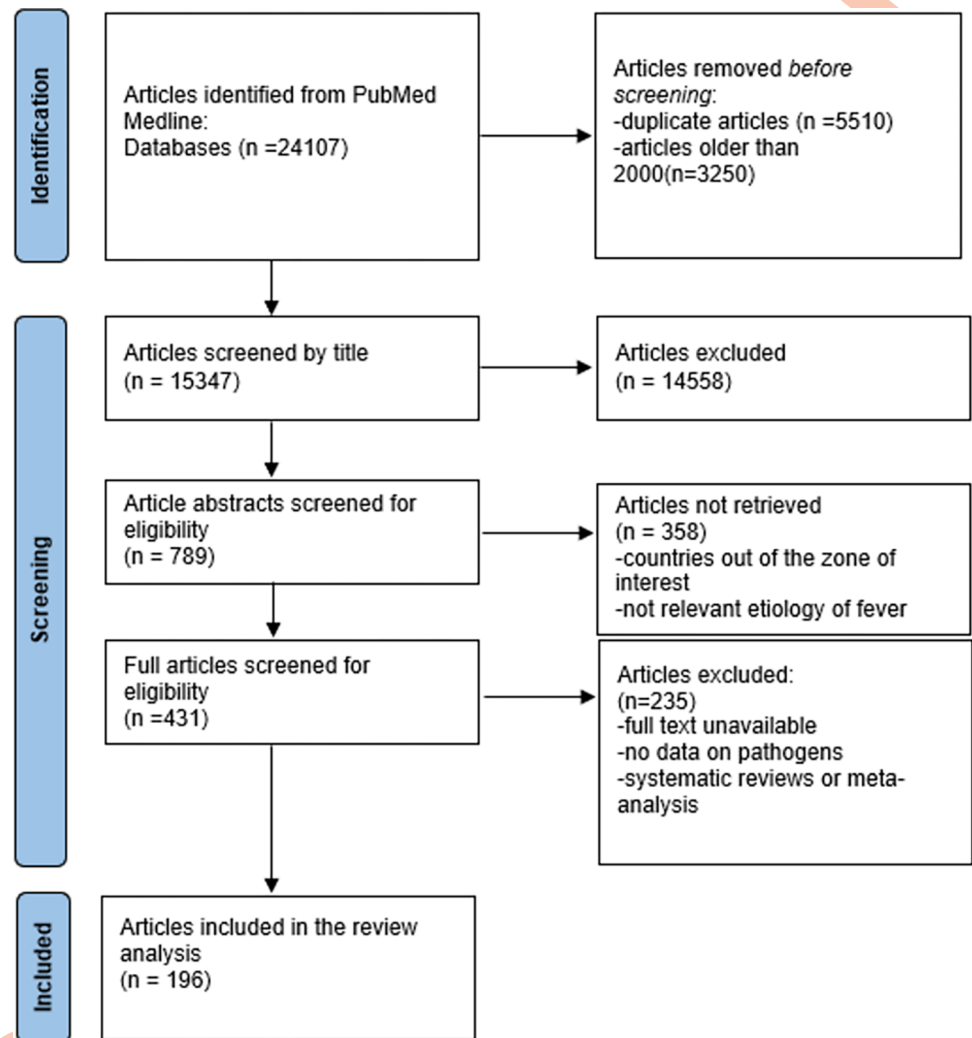 Identification
Articles identified from PubMed
Medline:
Databases (n =24107)
Articles removed before
screening:
-duplicate articles (n =5510)
-articles older than
2000(n=3250)
Screening
Articles screened by title
(n = 15347)
Articles excluded
(n = 14558)
Article abstracts screened for
eligibility
(n = 789)
Articles not retrieved
(n = 358)
-countries out of the zone of
interest
-not relevant etiology of fever
Full articles screened for
eligibility
(n =431)
Articles excluded:
(n=235)
-full text unavailable
-no data on pathogens
-systematic reviews or meta-
analysis
Included
Articles included in the review
analysis
(n = 196)